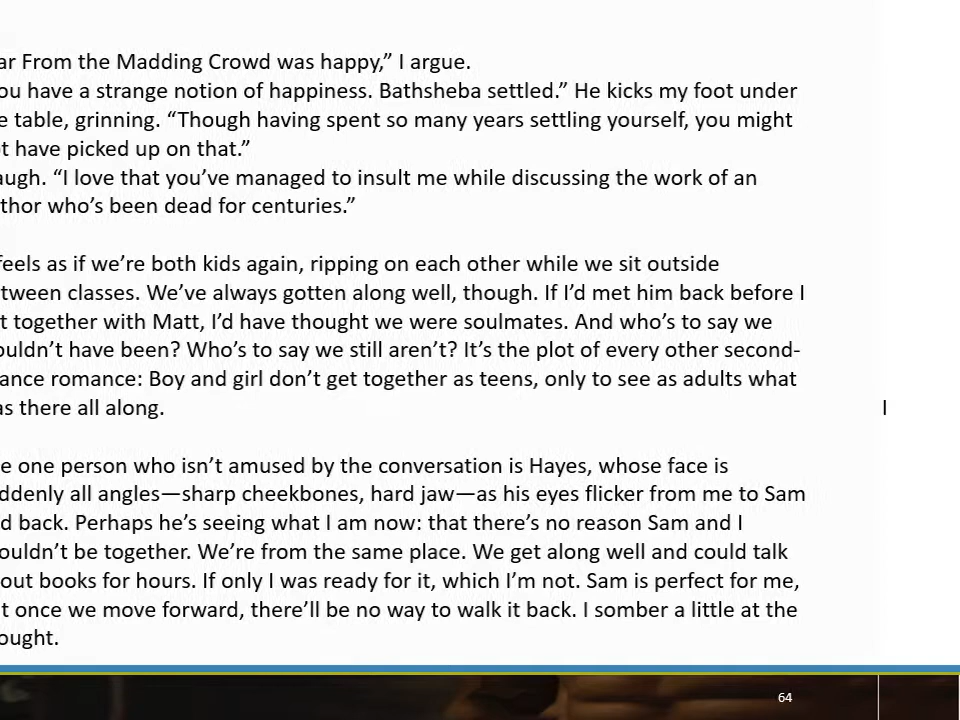 ar From the Madding Crowd was happy,” I argue.
ou have a strange notion of happiness. Bathsheba settled.” He kicks my foot under
e table, grinning. “Though having spent so many years settling yourself, you might
t have picked up on that.”
augh. “I love that you’ve managed to insult me while discussing the work of an
thor who’s been dead for centuries.”
feels as if we’re both kids again, ripping on each other while we sit outside
tween classes. We’ve always gotten along well, though. If I’d met him back before I
t together with Matt, I’d have thought we were soulmates. And who’s to say we
ouldn’t have been? Who’s to say we still aren’t? It’s the plot of every other second-
ance romance: Boy and girl don’t get together as teens, only to see as adults what
as there all along.
I
e one person who isn’t amused by the conversation is Hayes, whose face is
ddenly all angles—sharp cheekbones, hard jaw—as his eyes flicker from me to Sam
d back. Perhaps he’s seeing what I am now: that there’s no reason Sam and I
ouldn’t be together. We’re from the same place. We get along well and could talk
out books for hours. If only I was ready for it, which I’m not. Sam is perfect for me,
t once we move forward, there’ll be no way to walk it back. I somber a little at the
ought.
64